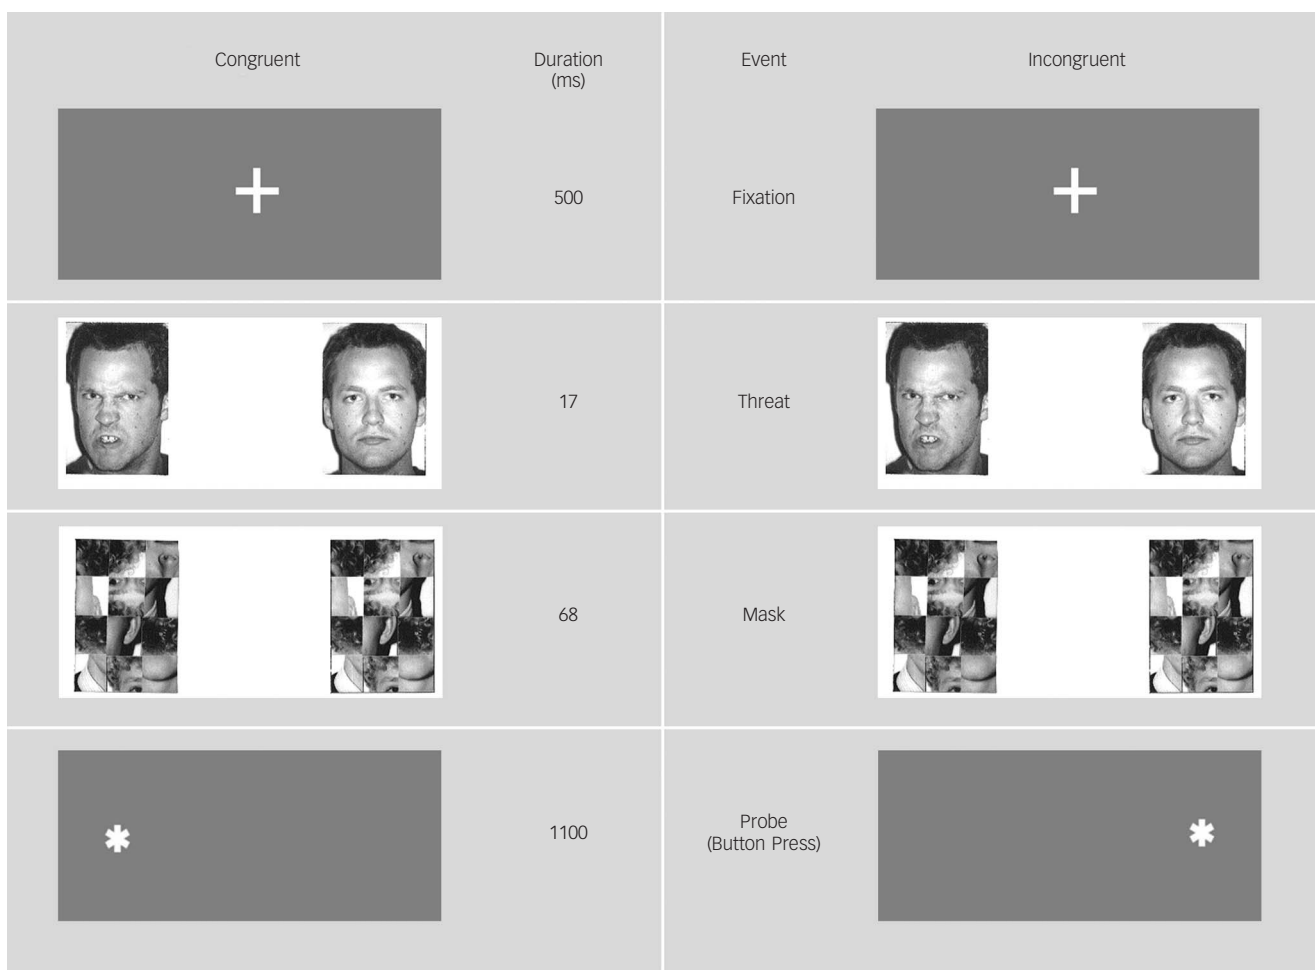 Congruent
Duration
(ms)
Event
Incongruent
500
Fixation
17
Threat
68
Mask
1100
Probe
(Button Press)